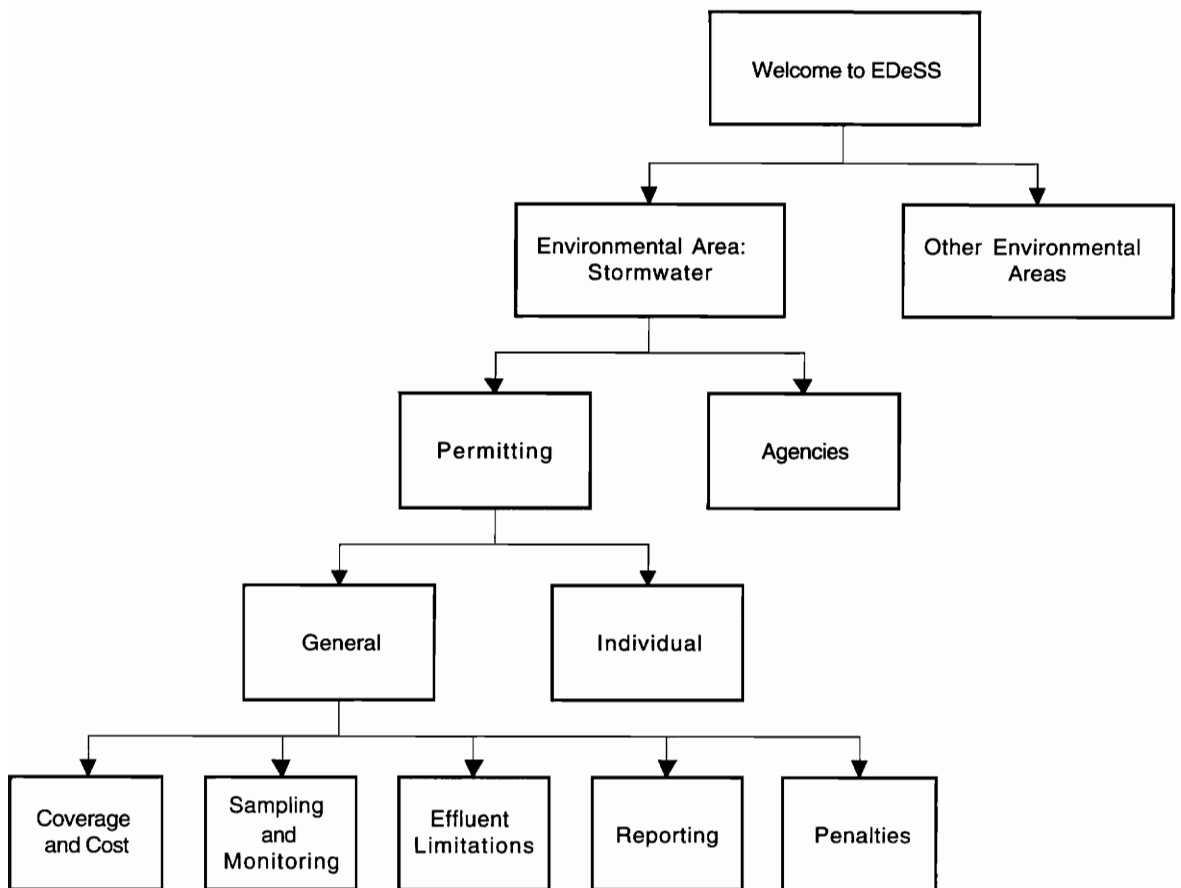 Welcome to EDeSS
Environmental Area:
Stormwater
Other Environmental
Areas
Permitting
Agencies
General
Individual
Coverage
and Cost
Sampling
and
Monitoring
Effluent
Limitations
Reporting
Penalties